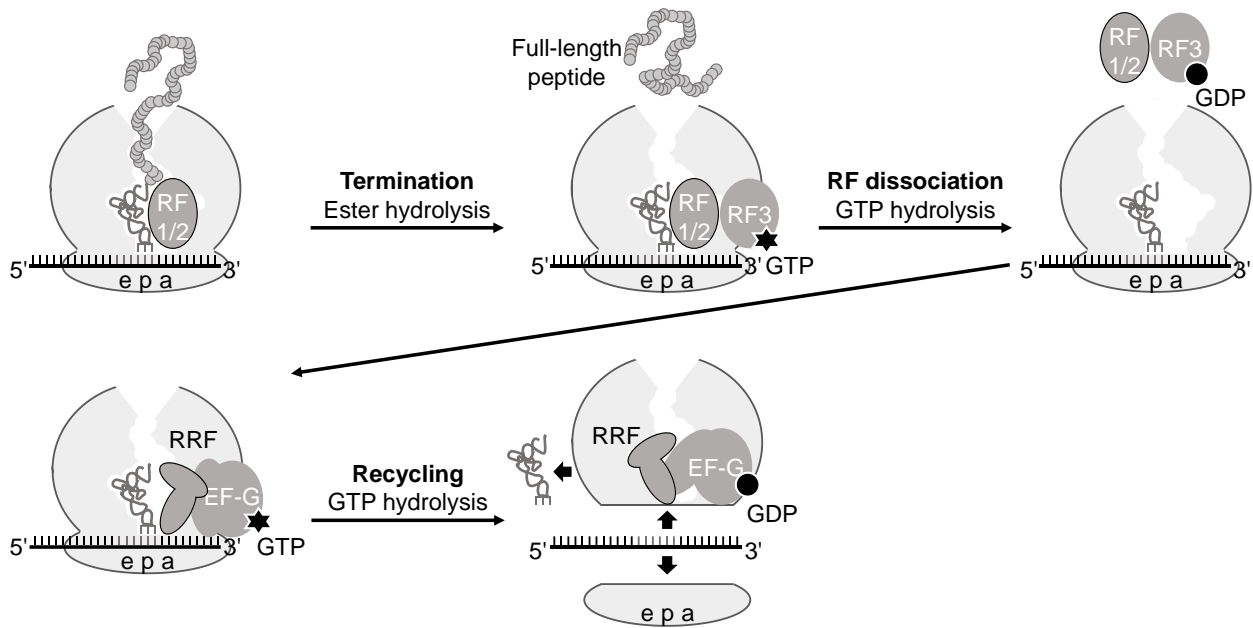 RF
1/2
5'
3'
e p a
Termination
Ester hydrolysis
Full-length
peptide
RF
1/2
RF3
5'
3'
GTP
e p a
RF dissociation
GTP hydrolysis
RF
1/2
RF3
GDP
5'
3'
e p a
RRF
EF-G
5'
3'
GTP
e p a
Recycling
GTP hydrolysis
RRF
EF-G
GDP
5'
3'
e p a